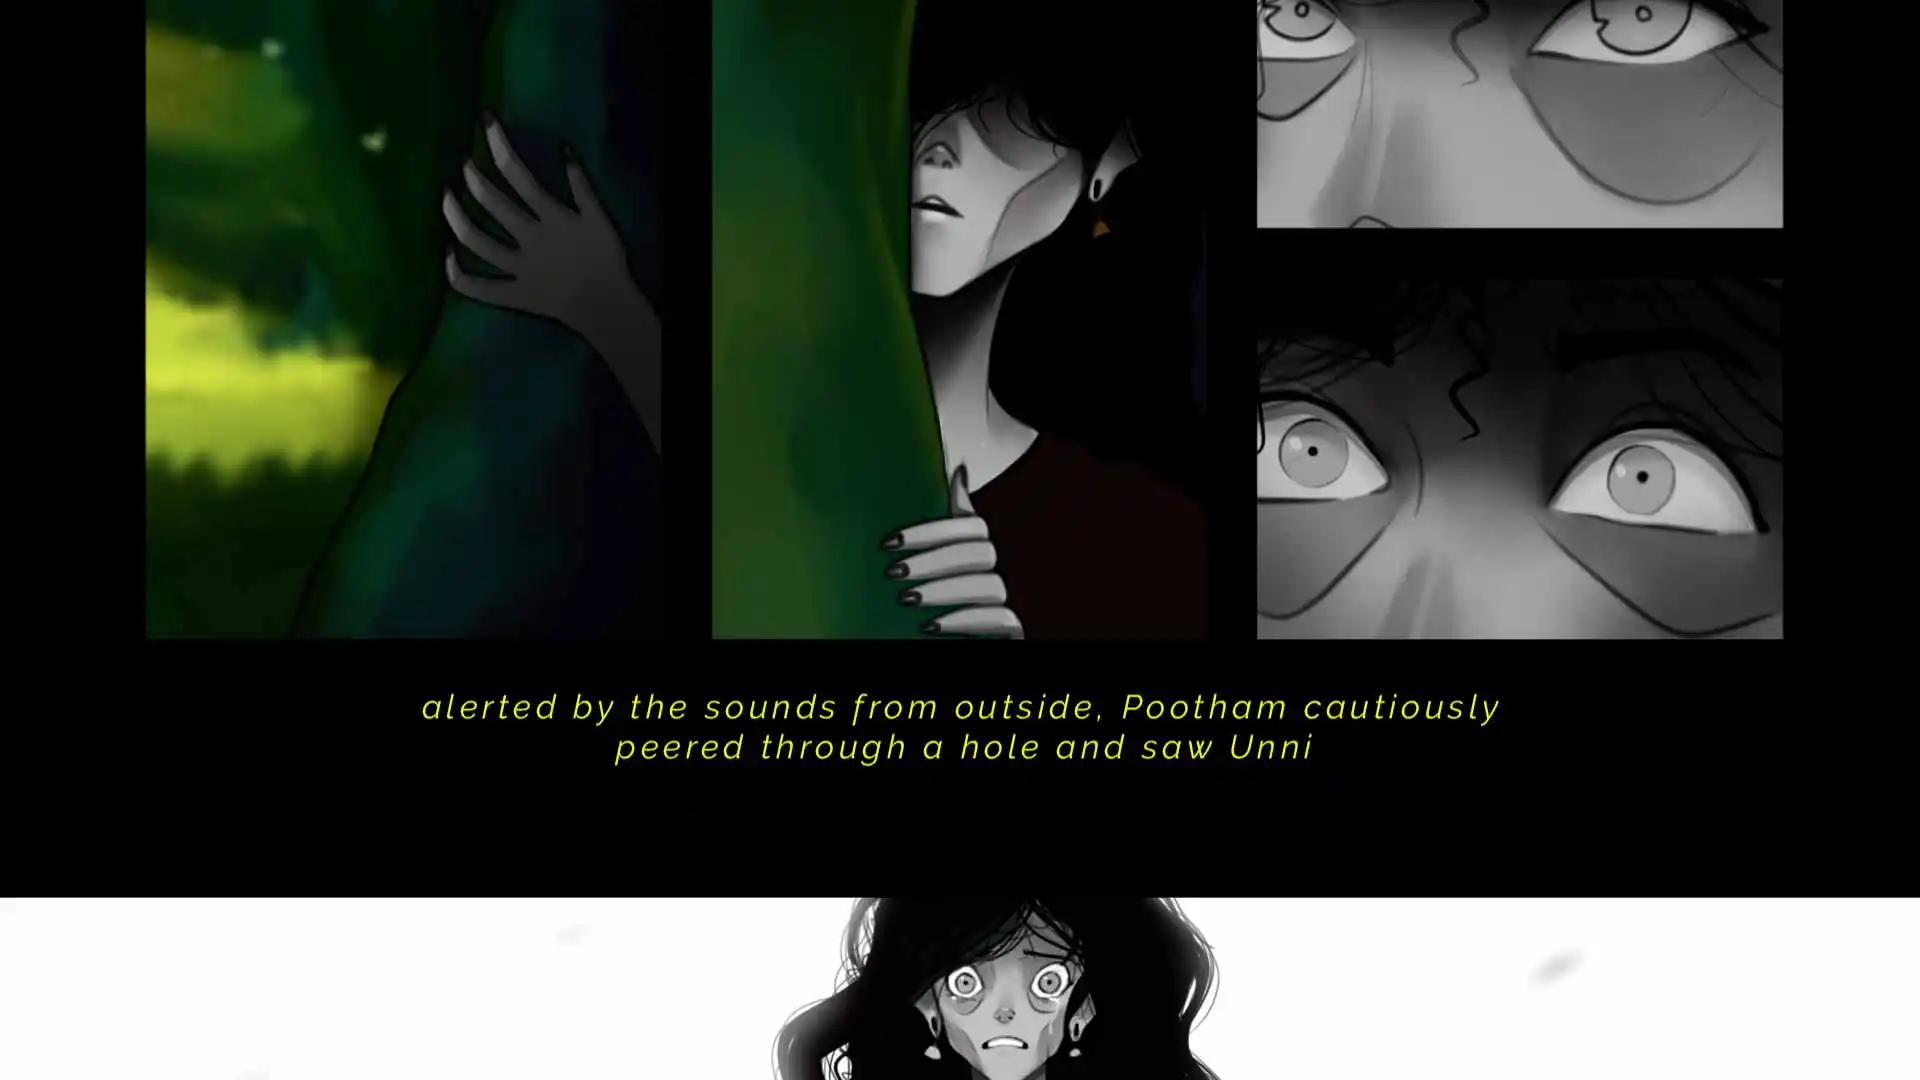 alerted by the sounds from outside, Pootham cautiously
peered through a hole and saw Unni